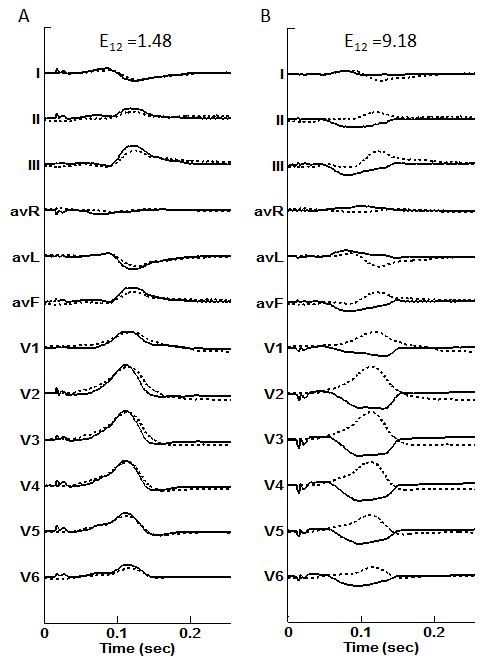 A
B
E12 =1.48
E12 =9.18
I
I
II
II
III
III
avR
avR
avL
avL
avF
avF
V1
V1
V2
V2
V3
V3
V4
V4
V5
V5
V6
V6
0
0.1
0.2
0
0.1
0.2
Time (sec)
Time (sec)